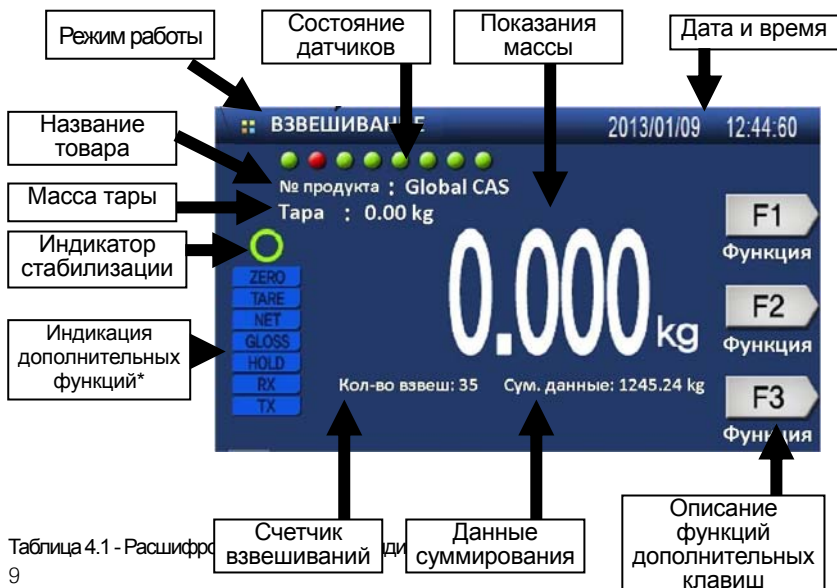 Режим работы
Состояние
датчиков
Показания
массы
Дата и время
Название
товара
Масса тары
Индикатор
стабилизации
Индикация
дополнительных
функций*
ВЗВЕШИВАНИЕ
2013/01/09 12:44:60
№ продукта : Global CAS
Тара : 0.00 kg
0.000 kg
ZERO
TARE
NET
GLOSS
HOLD
RX
TX
F1
Функция
F2
Функция
F3
Функция
Кол-во взвеш: 35 Сум. данные: 1245.24 kg
Счетчик
взвешиваний
Данные
суммирования
Описание
функций
дополнительных
клавиш
Таблица 4.1 -
9